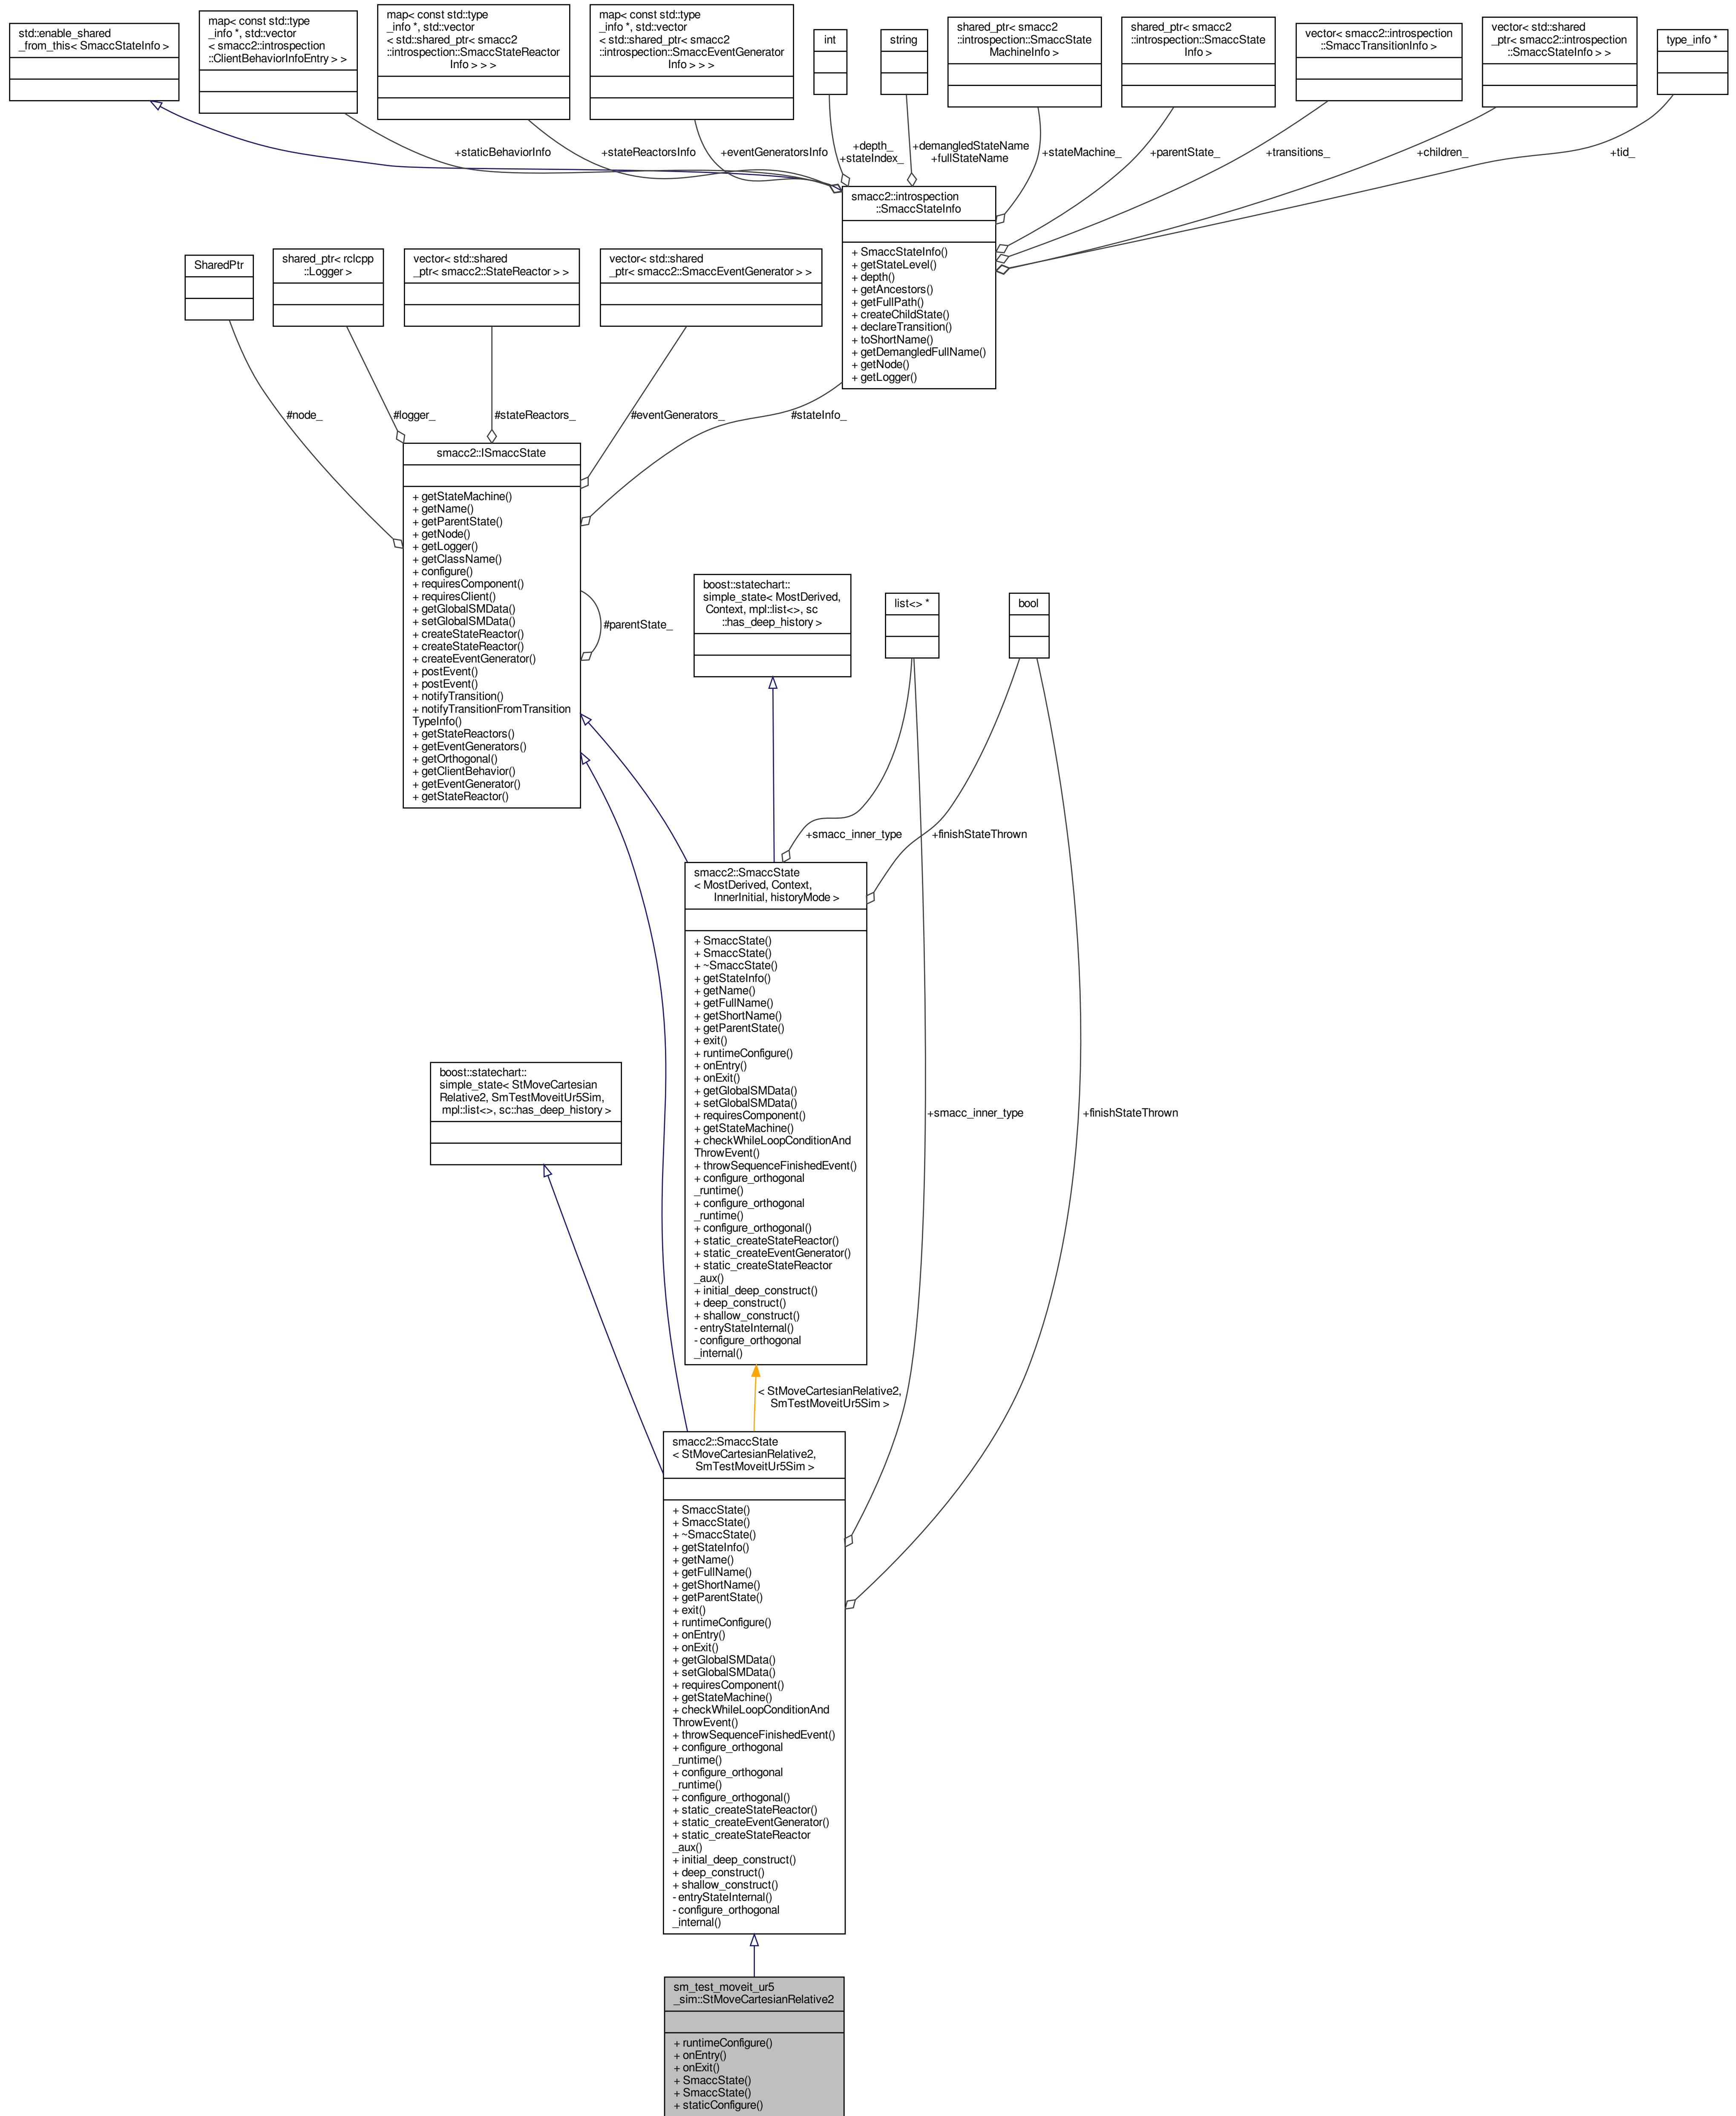 std::enable_shared
_from_this< SmaccStateInfo >
map< const std::type
_info *, std::vector
< smacc2::introspection
::ClientBehaviorInfoEntry > >
map< const std::type
_info *, std::vector
< std::shared_ptr< smacc2
::introspection::SmaccStateReactor
Info > > >
map< const std::type
_info *, std::vector
< std::shared_ptr< smacc2
::introspection::SmaccEventGenerator
Info > > >
int
string
shared_ptr< smacc2
::introspection::SmaccState
MachineInfo >
shared_ptr< smacc2
::introspection::SmaccState
Info >
vector< smacc2::introspection
::SmaccTransitionInfo >
vector< std::shared
_ptr< smacc2::introspection
::SmaccStateInfo > >
type_info *
+staticBehaviorInfo
+stateReactorsInfo
+eventGeneratorsInfo
+depth_
+stateIndex_
+demangledStateName
+fullStateName
+stateMachine_
+parentState_
+transitions_
+children_
+tid_
smacc2::introspection
::SmaccStateInfo
+ SmaccStateInfo()
+ getStateLevel()
+ depth()
+ getAncestors()
+ getFullPath()
+ createChildState()
+ declareTransition()
+ toShortName()
+ getDemangledFullName()
+ getNode()
+ getLogger()
SharedPtr
shared_ptr< rclcpp
::Logger >
vector< std::shared
_ptr< smacc2::StateReactor > >
vector< std::shared
_ptr< smacc2::SmaccEventGenerator > >
#node_
#logger_
#stateReactors_
#eventGenerators_
#stateInfo_
smacc2::ISmaccState
+ getStateMachine()
+ getName()
+ getParentState()
+ getNode()
+ getLogger()
+ getClassName()
+ configure()
+ requiresComponent()
+ requiresClient()
+ getGlobalSMData()
+ setGlobalSMData()
+ createStateReactor()
+ createStateReactor()
+ createEventGenerator()
+ postEvent()
+ postEvent()
+ notifyTransition()
+ notifyTransitionFromTransition
TypeInfo()
+ getStateReactors()
+ getEventGenerators()
+ getOrthogonal()
+ getClientBehavior()
+ getEventGenerator()
+ getStateReactor()
#parentState_
boost::statechart::
simple_state< MostDerived,
Context, mpl::list<>, sc
::has_deep_history >
list<> *
bool
+smacc_inner_type
+finishStateThrown
smacc2::SmaccState
< MostDerived, Context,
InnerInitial, historyMode >
+ SmaccState()
+ SmaccState()
+ ~SmaccState()
+ getStateInfo()
+ getName()
+ getFullName()
+ getShortName()
+ getParentState()
+ exit()
+ runtimeConfigure()
+ onEntry()
+ onExit()
+ getGlobalSMData()
+ setGlobalSMData()
+ requiresComponent()
+ getStateMachine()
+ checkWhileLoopConditionAnd
ThrowEvent()
+ throwSequenceFinishedEvent()
+ configure_orthogonal
_runtime()
+ configure_orthogonal
_runtime()
+ configure_orthogonal()
+ static_createStateReactor()
+ static_createEventGenerator()
+ static_createStateReactor
_aux()
+ initial_deep_construct()
+ deep_construct()
+ shallow_construct()
- entryStateInternal()
- configure_orthogonal
_internal()
boost::statechart::
simple_state< StMoveCartesian
Relative2, SmTestMoveitUr5Sim,
mpl::list<>, sc::has_deep_history >
+smacc_inner_type
+finishStateThrown
< StMoveCartesianRelative2,
SmTestMoveitUr5Sim >
smacc2::SmaccState
< StMoveCartesianRelative2,
SmTestMoveitUr5Sim >
+ SmaccState()
+ SmaccState()
+ ~SmaccState()
+ getStateInfo()
+ getName()
+ getFullName()
+ getShortName()
+ getParentState()
+ exit()
+ runtimeConfigure()
+ onEntry()
+ onExit()
+ getGlobalSMData()
+ setGlobalSMData()
+ requiresComponent()
+ getStateMachine()
+ checkWhileLoopConditionAnd
ThrowEvent()
+ throwSequenceFinishedEvent()
+ configure_orthogonal
_runtime()
+ configure_orthogonal
_runtime()
+ configure_orthogonal()
+ static_createStateReactor()
+ static_createEventGenerator()
+ static_createStateReactor
_aux()
+ initial_deep_construct()
+ deep_construct()
+ shallow_construct()
- entryStateInternal()
- configure_orthogonal
_internal()
sm_test_moveit_ur5
_sim::StMoveCartesianRelative2
+ runtimeConfigure()
+ onEntry()
+ onExit()
+ SmaccState()
+ SmaccState()
+ staticConfigure()